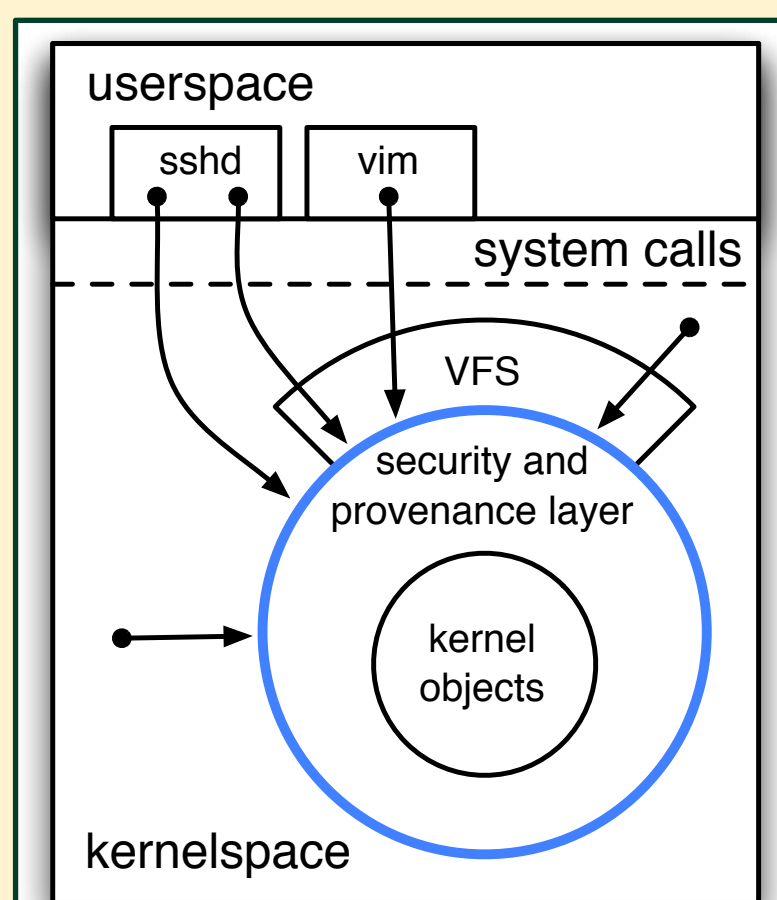 userspace
sshd
vim
system calls
VFS
security and
provenance layer
kernel
objects
kernelspace